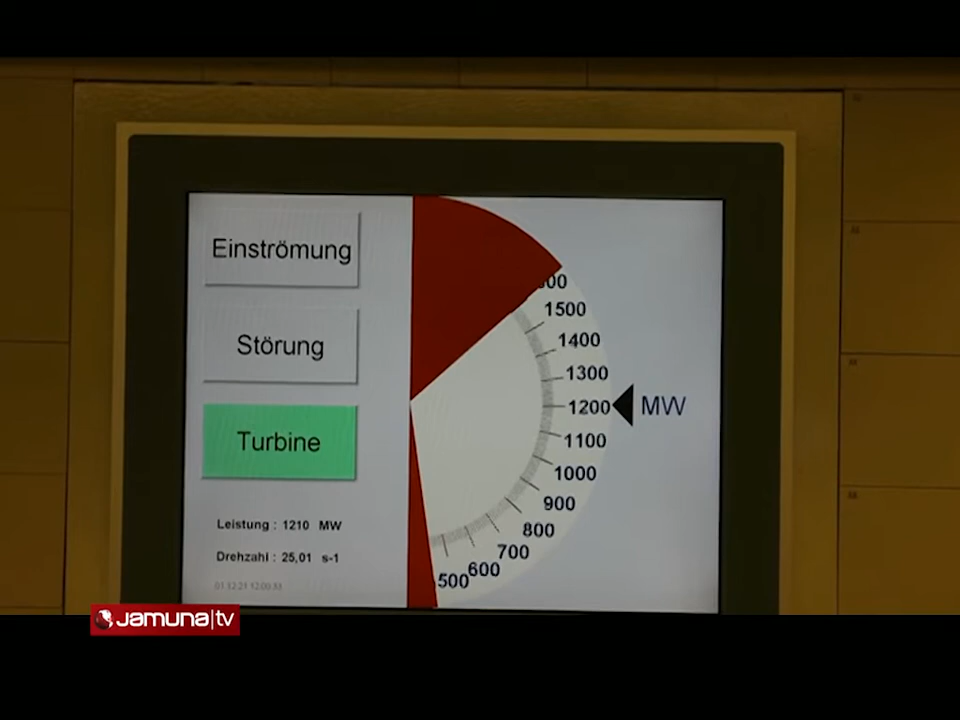 Einströmung
Störung
Turbine
Leistung : 1210 MW
Drehzahl : 25,01 s-1
1500
1400
1300
1200
MW
1100
1000
900
800
700
600
500
Jamuna|tv